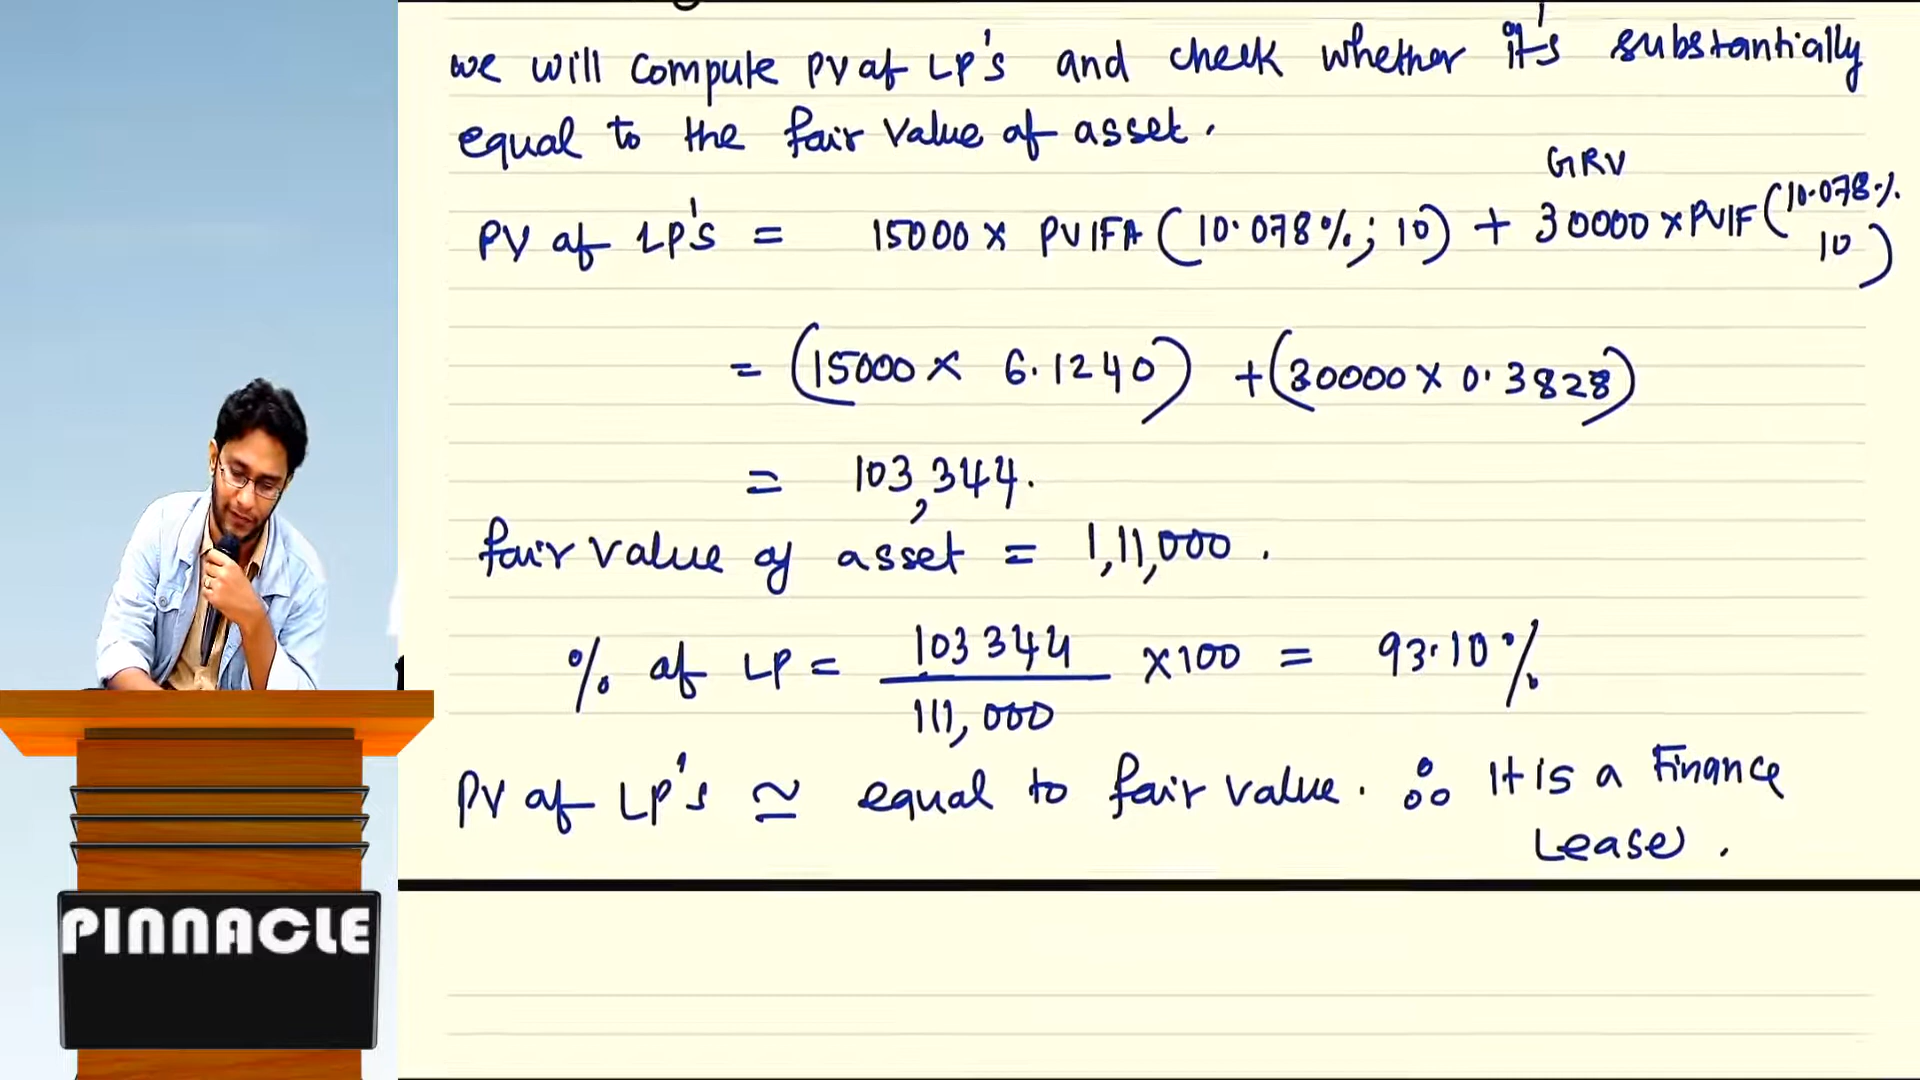 we will compute PV of LP's and check whether it's substantially
equal to the fair value of asset.
GRV
PV of LP's = 15000 x PVIFA (10.078%; 10) + 30000 x PVIF (10.078%
10)
= (15000 x 6.1240) + (30000 x 0.3828)
= 103,344.
fair value of asset = 1,11,000.
% of LP = 103344 x 100 = 93.10%
111,000
PV of LP's ≃ equal to fair value. ∴ It is a Finance
Lease.
PINNACLE